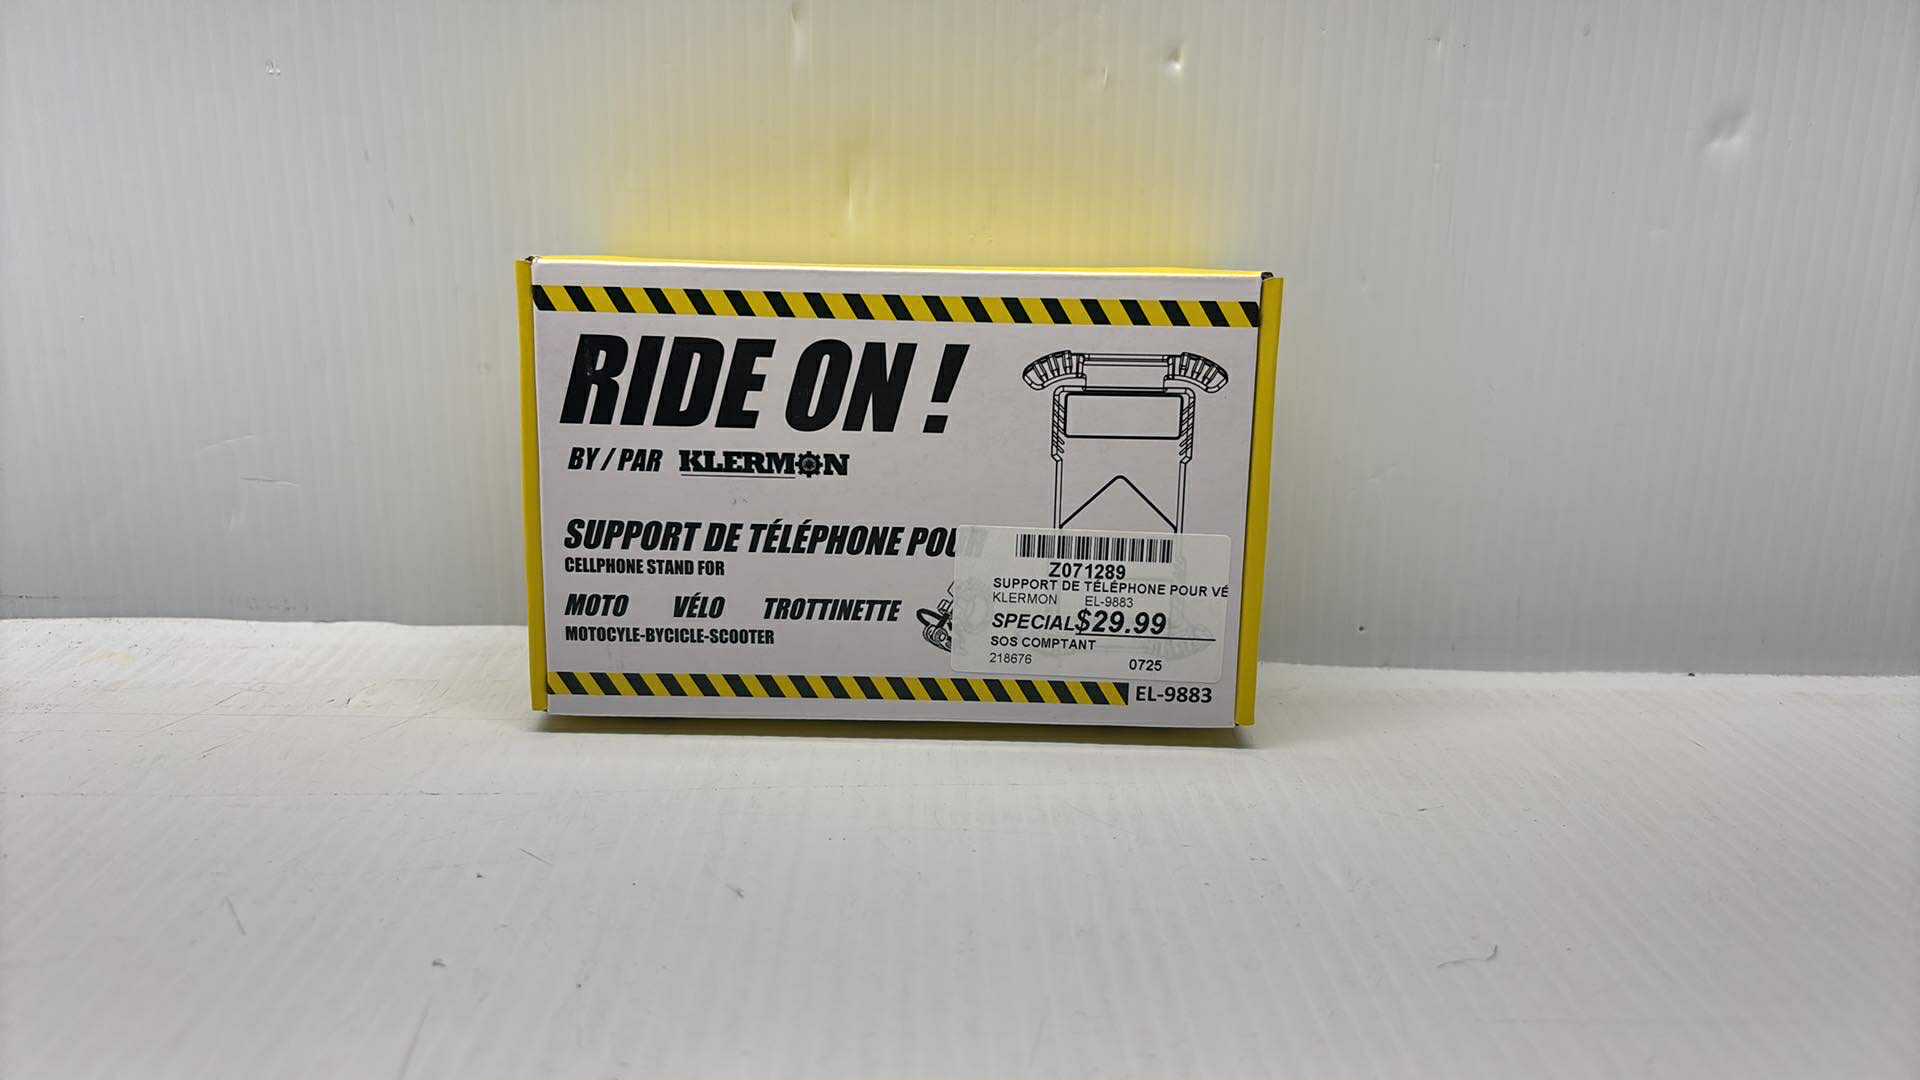 RIDE ON !
BY / PAR KLERMON
SUPPORT DE TÉLÉPHONE POUR
CELLPHONE STAND FOR
MOTO VÉLO TROTTINETTE
MOTOCYLE-BYCICLE-SCOOTER
Z071289
SUPPORT DE TÉLÉPHONE POUR VÉ
KLERMON EL-9883
SPECIAL $29.99
SOS COMPTANT
218676 0725
EL-9883